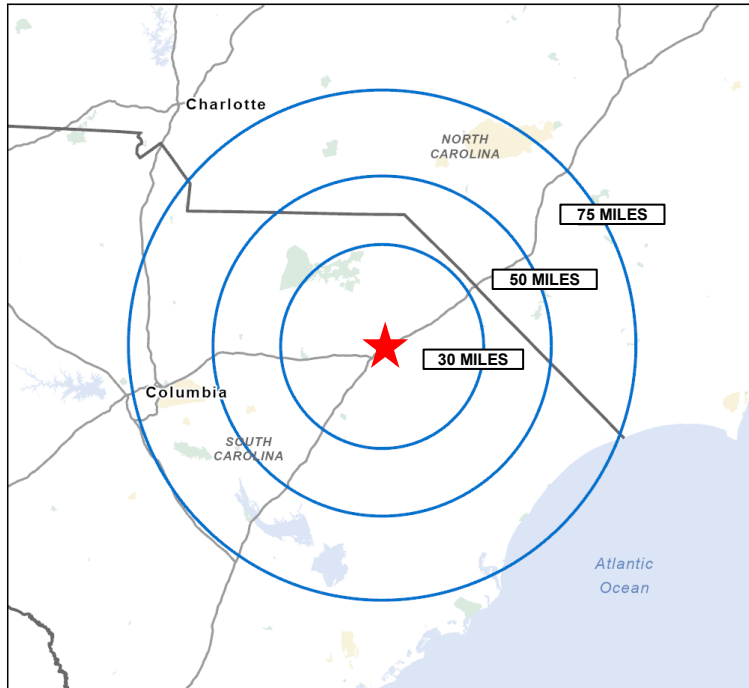 Charlotte
NORTH
CAROLINA
75 MILES
50 MILES
30 MILES
Columbia
SOUTH
CAROLINA
Atlantic
Ocean